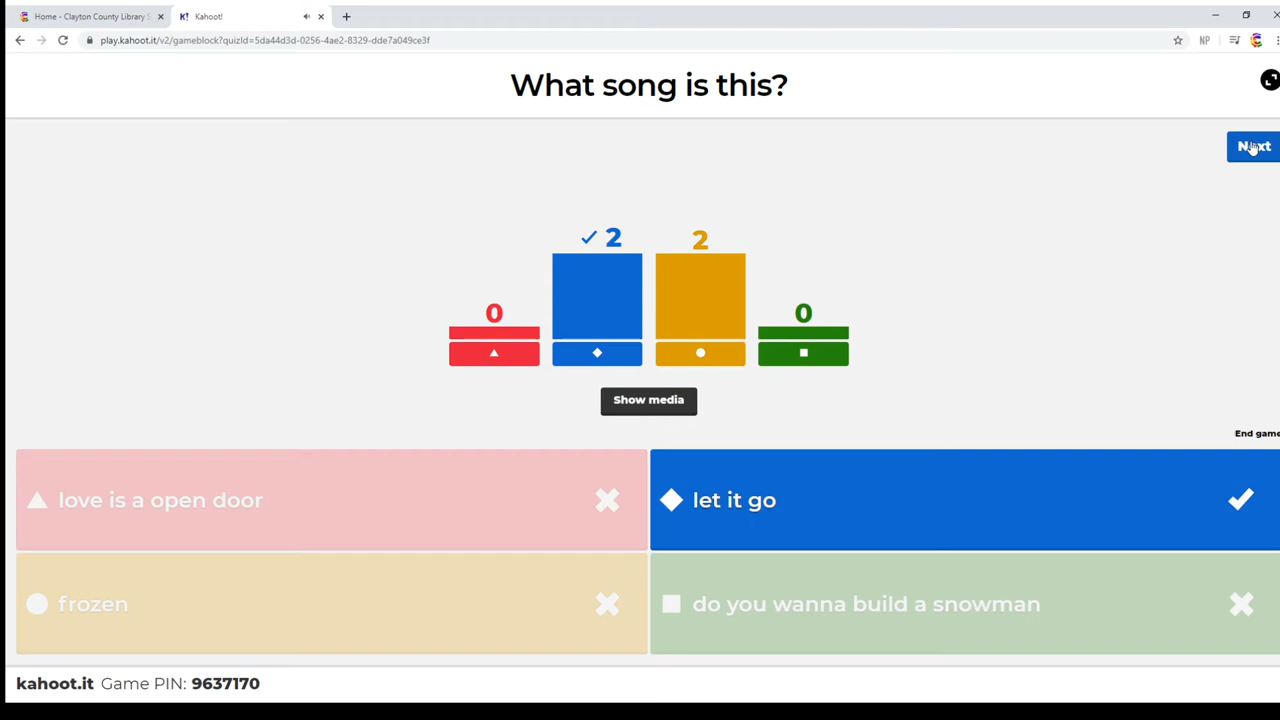 Home - Clayton County Library S
Kahoot!
play.kahoot.it/v2/gameblock?quizId=5da44d3d-0256-4ae2-8329-dde7a049ce3f
NP
What song is this?
Next
0
2
2
0
Show media
End game
love is a open door
let it go
frozen
do you wanna build a snowman
kahoot.it Game PIN: 9637170